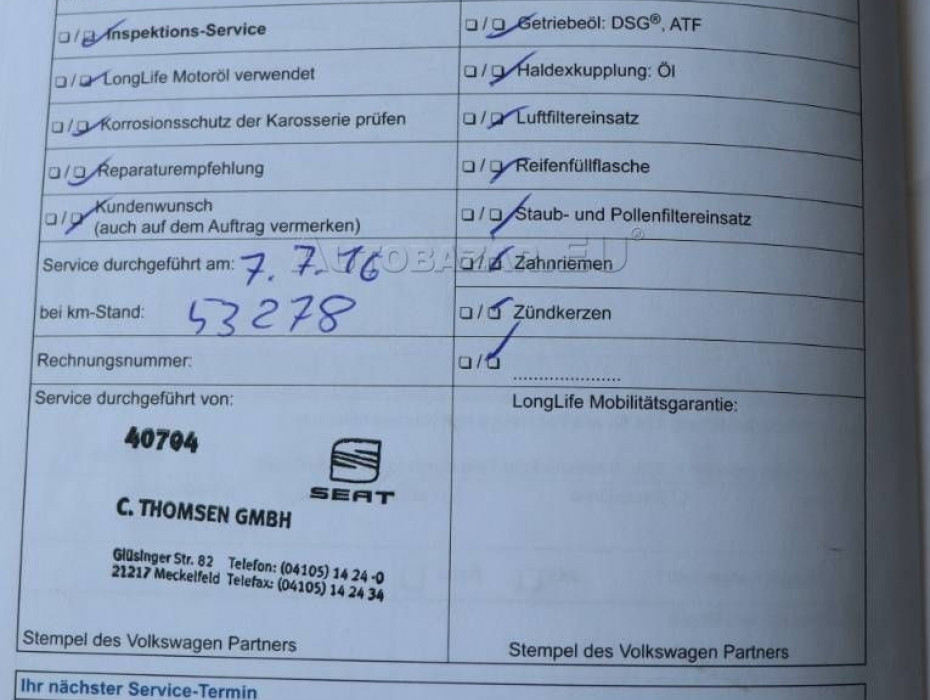 Inspektions-Service
LongLife Motoröl verwendet
Korrosionsschutz der Karosserie prüfen
Reparaturempfehlung
Kundenwunsch
(auch auf dem Auftrag vermerken)
Service durchgeführt am: 7.7.16
bei km-Stand: 53278
Rechnungsnummer:
Service durchgeführt von:
40704
SEAT
C. THOMSEN GMBH
Glüsinger Str. 82 Telefon: (04105) 14 24-0
21217 Meckelfeld Telefax: (04105) 14 24 34
Stempel des Volkswagen Partners
Getriebeöl: DSG®, ATF
Haldexkupplung: Öl
Luftfiltereinsatz
Reifenfüllflasche
Staub- und Pollenfiltereinsatz
Zahnriemen
Zündkerzen
LongLife Mobilitätsgarantie:
Stempel des Volkswagen Partners
Ihr nächster Service-Termin
AUTOBAZAR.EU